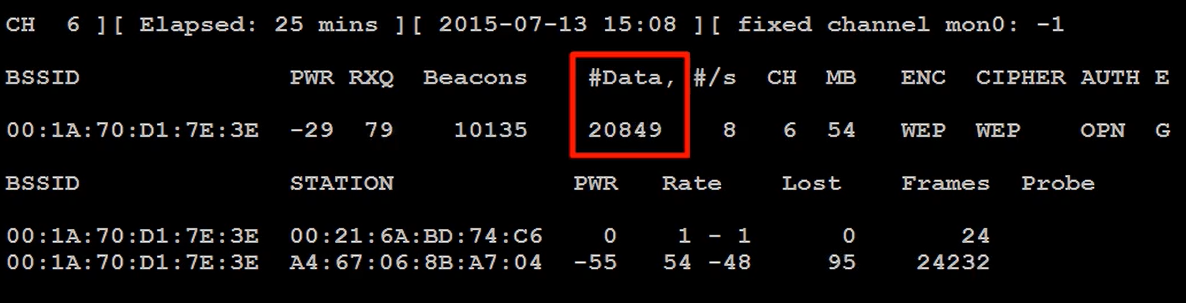 CH 6 ][ Elapsed: 25 mins ][ 2015-07-13 15:08 ][ fixed channel mon0: -1
BSSID PWR RXQ Beacons #Data, #/s CH MB ENC CIPHER AUTH E
00:1A:70:D1:7E:3E -29 79 10135 20849 8 6 54 WEP WEP OPN G
BSSID STATION PWR Rate Lost Frames Probe
00:1A:70:D1:7E:3E 00:21:6A:BD:74:C6 0 1 - 1 0 24
00:1A:70:D1:7E:3E A4:67:06:8B:A7:04 -55 54 -48 95 24232